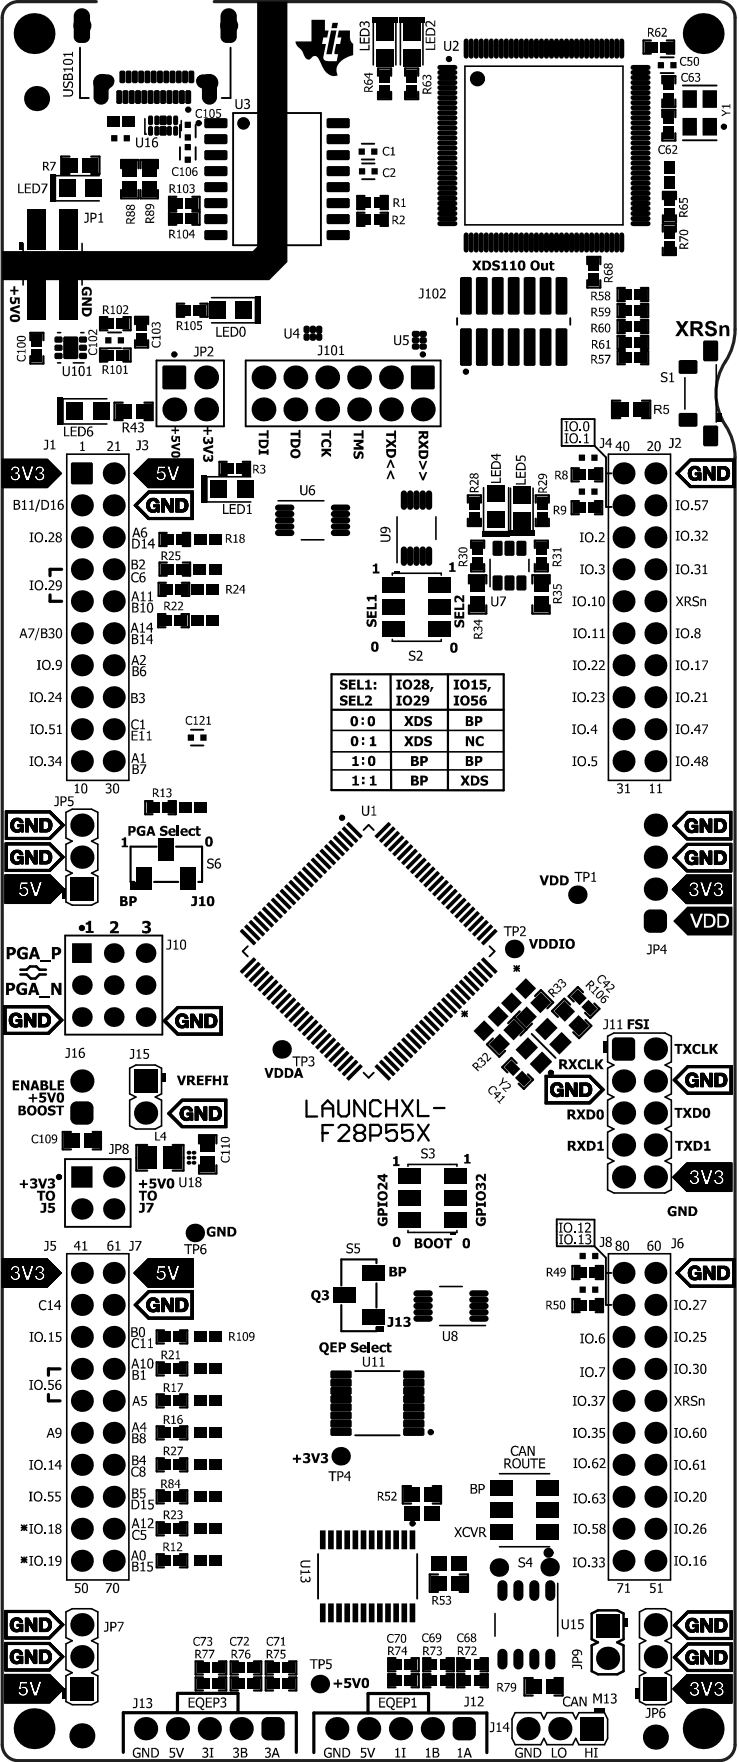 USB101
LED3
LED2
U2
R62
C50
C63
R64
R63
U3
C105
U16
C106
C1
C2
Y1
C62
R7
LED7
R88
R89
R103
R104
R1
R2
R65
R70
JP1
+5V0
GND
XDS110 Out
J102
R68
R58
R59
R60
R61
R57
XRSn
S1
R5
R102
R105
LED0
C100
U101
C102
C103
R101
U4
J101
U5
JP2
LED6
R43
+5V0
+3V3
TDI
TDO
TCK
TMS
TXD<<
RXD>>
IO.0
IO.1
J1
1
21
J3
J4
40
20
J2
3V3
5V
R3
LED1
U6
U9
R28
LED4
LED5
R29
R8
R9
GND
B11/D16
GND
IO.57
IO.28
A6
D14
R18
IO.2
IO.32
IO.29
B2
C6
R25
R24
IO.3
IO.31
R30
R31
U7
R34
R35
A11
B10
R22
IO.10
XRSn
A7/B30
A14
B14
IO.11
IO.8
1
1
SEL1
SEL2
0
S2
0
IO.9
A2
B6
IO.22
IO.17
IO.24
B3
IO.23
IO.21
IO.51
C1
E11
C121
IO.4
IO.47
IO.34
A1
B7
IO.5
IO.48
10
30
31
11
SEL1:
SEL2
IO28,
IO29
IO15,
IO56
0:0 XDS BP
0:1 XDS NC
1:0 BP BP
1:1 BP XDS
JP5
R13
U1
GND
GND
5V
PGA Select
1
0
S6
BP
J10
VDD
TP1
GND
GND
3V3
VDD
JP4
1 2 3
J10
PGA_P
PGA_N
GND
GND
TP2
VDDIO
*
*
R33
C42
R106
R32
C41
Y2
TP3
VDDA
J11 FSI
RXCLK
TXCLK
GND
GND
RXD0
TXD0
RXD1
TXD1
3V3
GND
J16
J15
ENABLE
+5V0
BOOST
VREFHI
GND
LAUNCHXL-
F28P55X
C109
L4
C110
U18
JP8
+3V3
TO
J5
+5V0
TO
J7
TP6
GND
S3
1
1
GPIO24
GPIO32
0
BOOT
0
IO.12
IO.13
J5
41
61
J7
J8
80
60
J6
3V3
5V
S5
BP
Q3
J13
QEP Select
U11
U8
R49
R50
GND
C14
GND
IO.27
IO.15
B0
C11
R109
IO.6
IO.25
IO.56
A10
B1
R21
IO.7
IO.30
A5
R17
IO.37
XRSn
A9
A4
B8
R16
IO.35
IO.60
IO.14
B4
C8
R27
IO.62
IO.61
IO.55
B5
D15
R84
IO.63
IO.20
*IO.18
A12
C5
R23
IO.58
IO.26
*IO.19
A0
B15
R12
IO.33
IO.16
50
70
71
51
+3V3
TP4
CAN
ROUTE
BP
XCVR
S4
R52
U13
R53
JP7
GND
GND
5V
U15
JP9
GND
GND
3V3
JP6
C73
C72
C71
R77
R76
R75
TP5
+5V0
C70
C69
C68
R74
R73
R72
R79
J13
EQEP3
GND 5V 3I 3B 3A
EQEP1
J12
GND 5V 1I 1B 1A
J14
CAN
M13
GND LO HI